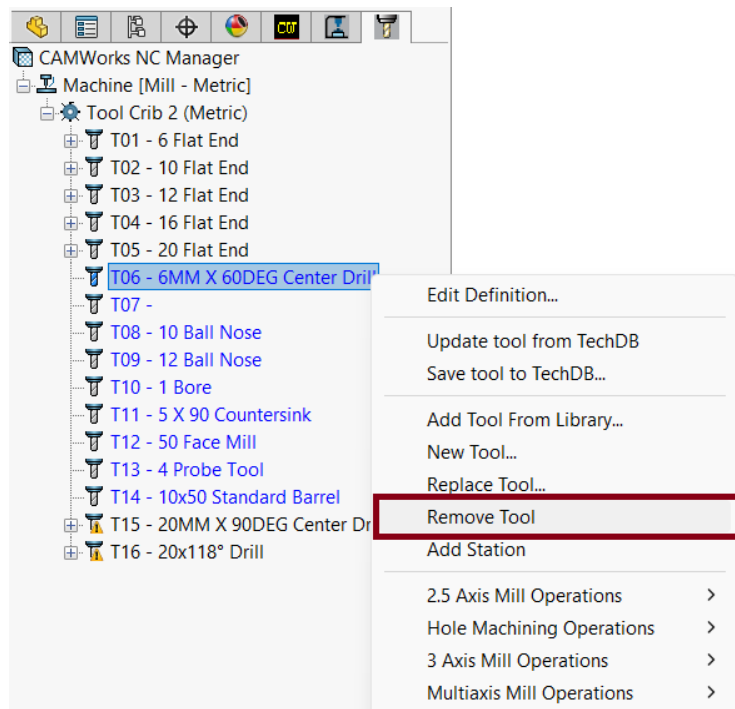 CW
CAMWorks NC Manager
Machine [Mill - Metric]
Tool Crib 2 (Metric)
T01 - 6 Flat End
T02 - 10 Flat End
T03 - 12 Flat End
T04 - 16 Flat End
T05 - 20 Flat End
T06 - 6MM X 60DEG Center Drill
T07 -
T08 - 10 Ball Nose
T09 - 12 Ball Nose
T10 - 1 Bore
T11 - 5 X 90 Countersink
T12 - 50 Face Mill
T13 - 4 Probe Tool
T14 - 10x50 Standard Barrel
T15 - 20MM X 90DEG Center Dr
T16 - 20x118° Drill
Edit Definition...
Update tool from TechDB
Save tool to TechDB...
Add Tool From Library...
New Tool...
Replace Tool...
Remove Tool
Add Station
2.5 Axis Mill Operations
Hole Machining Operations
3 Axis Mill Operations
Multiaxis Mill Operations